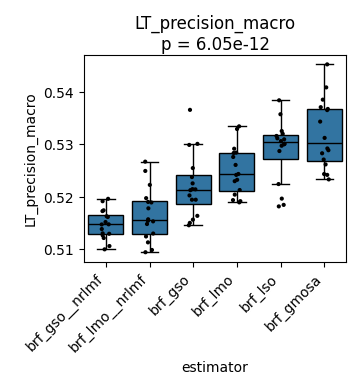 LT_precision_macro
p = 6.05e-12
LT_precision_macro
0.54
0.53
0.52
0.51
brf_gso__nrlmf
brf_lmo__nrlmf
brf_gso
brf_lmo
brf_lso
brf_gmosa
estimator